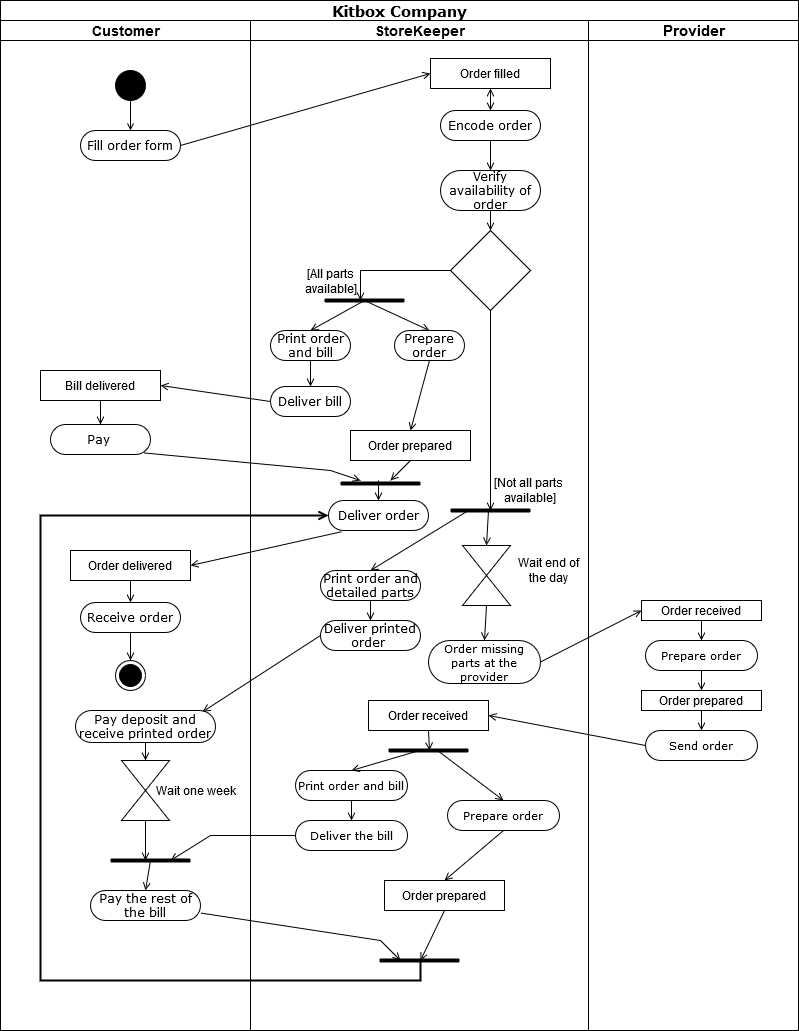 Kitbox Company
Customer
StoreKeeper
Provider
Order filled
Fill order form
Encode order
Verify
availability of
order
[All parts
available]
Print order
and bill
Prepare
order
Bill delivered
Deliver bill
Pay
Order prepared
[Not all parts
available]
Deliver order
Order delivered
Wait end of
the day
Print order and
detailed parts
Receive order
Deliver printed
order
Order received
Order missing
parts at the
provider
Prepare order
Order prepared
Pay deposit and
receive printed order
Order received
Send order
Wait one week
Print order and bill
Prepare order
Deliver the bill
Pay the rest of
the bill
Order prepared